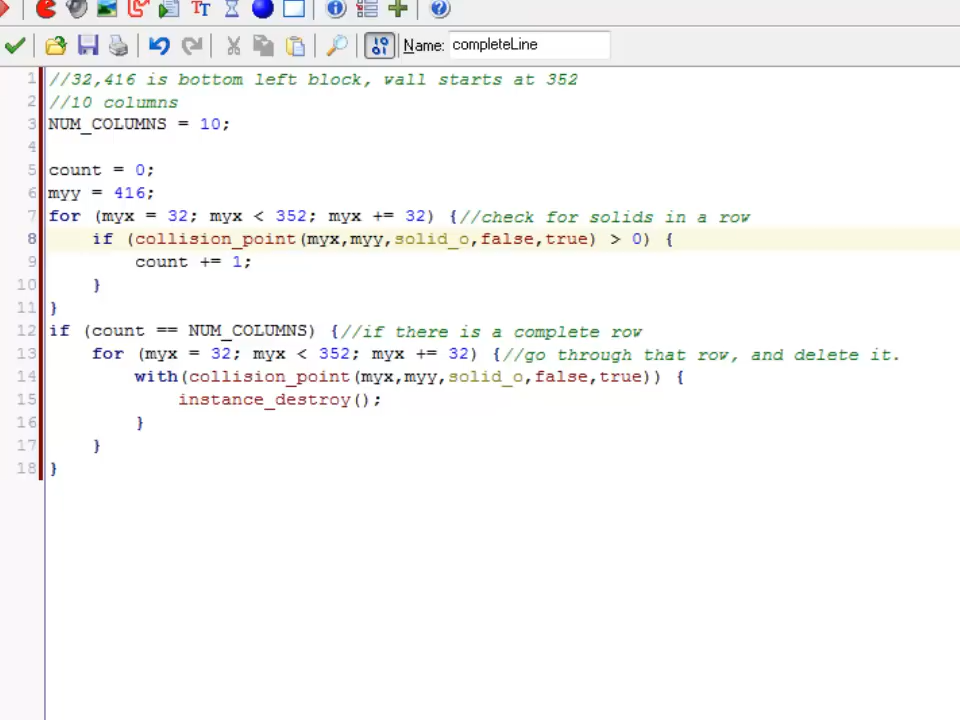 Name: completeLine
1 //32,416 is bottom left block, wall starts at 352
2 //10 columns
3 NUM_COLUMNS = 10;
4
5 count = 0;
6 myy = 416;
7 for (myx = 32; myx < 352; myx += 32) {//check for solids in a row
8 if (collision_point(myx,myy,solid_o,false,true) > 0) {
9 count += 1;
10 }
11 }
12 if (count == NUM_COLUMNS) {//if there is a complete row
13 for (myx = 32; myx < 352; myx += 32) {//go through that row, and delete it.
14 with(collision_point(myx,myy,solid_o,false,true)) {
15 instance_destroy();
16 }
17 }
18 }